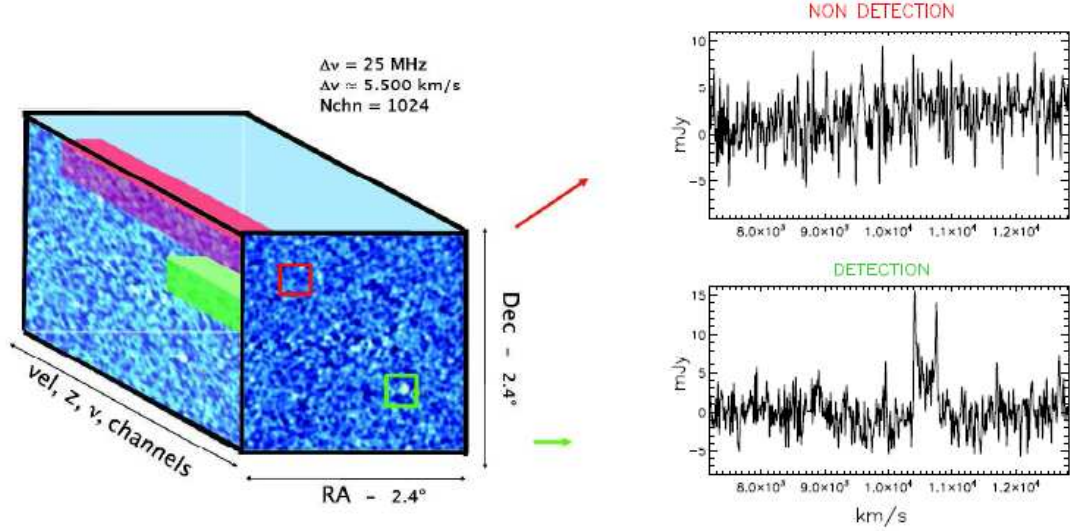 Δν = 25 MHz
Δν ≃ 5.500 km/s
Nchn = 1024
vel, z, ν, channels
RA - 2.4°
Dec - 2.4°
NON DETECTION
mJy
10
5
0
-5
8.0×10³ 9.0×10³ 1.0×10⁴ 1.1×10⁴ 1.2×10⁴
DETECTION
mJy
15
10
5
0
-5
8.0×10³ 9.0×10³ 1.0×10⁴ 1.1×10⁴ 1.2×10⁴
km/s